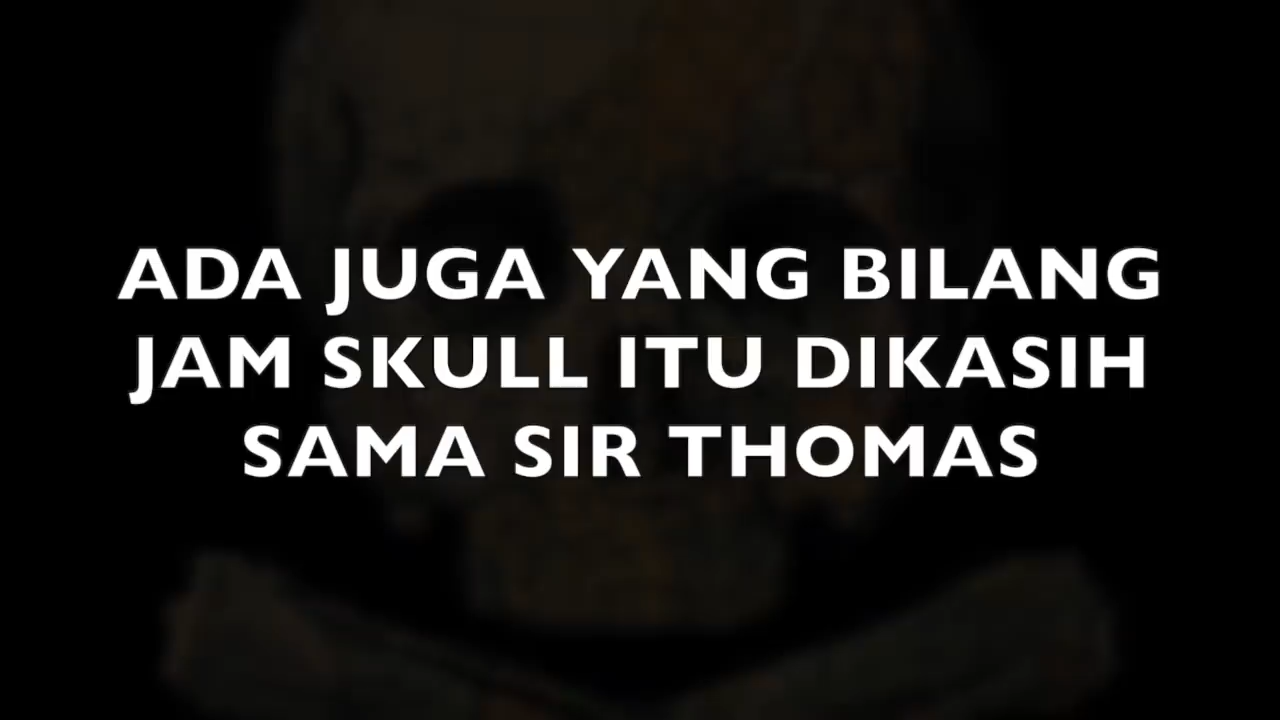 ADA JUGA YANG BILANG
JAM SKULL ITU DIKASIH
SAMA SIR THOMAS